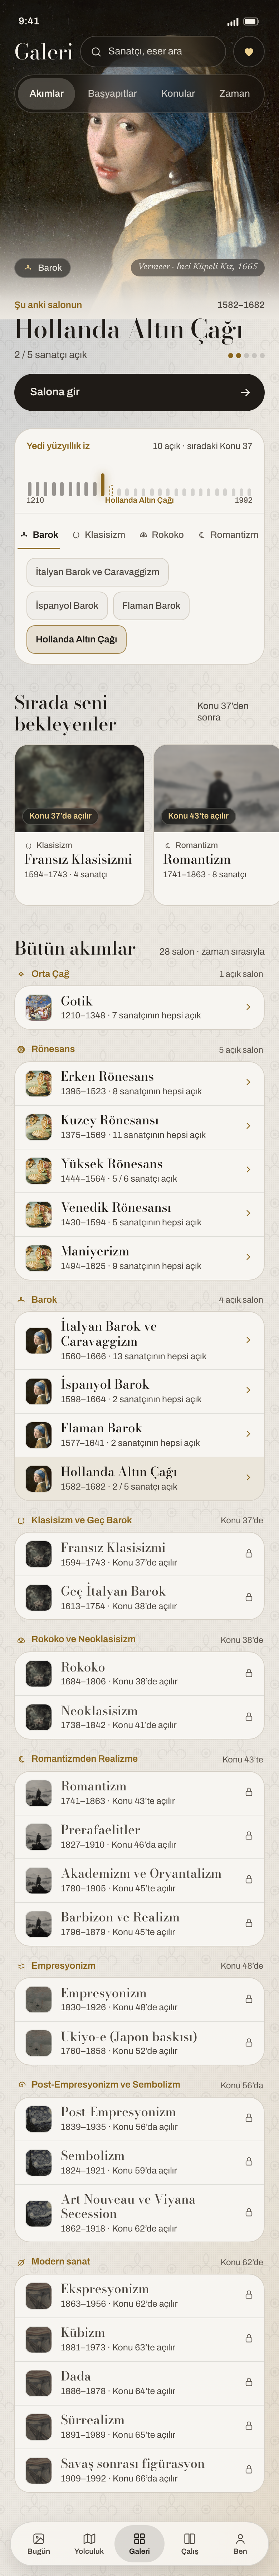 9:41
Galeri
Sanatçı, eser ara
Akımlar
Başyapıtlar
Konular
Zaman
Barok
Vermeer · İnci Küpeli Kız, 1665
Şu anki salonun
1582–1682
Hollanda Altın Çağı
2 / 5 sanatçı açık
Salona gir
Yedi yüzyıllık iz
10 açık · sıradaki Konu 37
1210
Hollanda Altın Çağı
1992
Barok
Klasisizm
Rokoko
Romantizm
İtalyan Barok ve Caravaggizm
İspanyol Barok
Flaman Barok
Hollanda Altın Çağı
Sırada seni
bekleyenler
Konu 37'den
sonra
Konu 37'de açılır
Klasisizm
Fransız Klasisizmi
1594–1743 · 4 sanatçı
Konu 43'te açılır
Romantizm
Romantizm
1741–1863 · 8 sanatçı
Bütün akımlar
28 salon · zaman sırasıyla
Orta Çağ
1 açık salon
Gotik
1210–1348 · 7 sanatçının hepsi açık
Rönesans
5 açık salon
Erken Rönesans
1395–1523 · 8 sanatçının hepsi açık
Kuzey Rönesansı
1375–1569 · 11 sanatçının hepsi açık
Yüksek Rönesans
1444–1564 · 5 / 6 sanatçı açık
Venedik Rönesansı
1430–1594 · 5 sanatçının hepsi açık
Maniyerizm
1494–1625 · 9 sanatçının hepsi açık
Barok
4 açık salon
İtalyan Barok ve
Caravaggizm
1560–1666 · 13 sanatçının hepsi açık
İspanyol Barok
1598–1664 · 2 sanatçının hepsi açık
Flaman Barok
1577–1641 · 2 sanatçının hepsi açık
Hollanda Altın Çağı
1582–1682 · 2 / 5 sanatçı açık
Klasisizm ve Geç Barok
Konu 37'de
Fransız Klasisizmi
1594–1743 · Konu 37'de açılır
Geç İtalyan Barok
1613–1754 · Konu 38'de açılır
Rokoko ve Neoklasisizm
Konu 38'de
Rokoko
1684–1806 · Konu 38'de açılır
Neoklasisizm
1738–1842 · Konu 41'de açılır
Romantizmden Realizme
Konu 43'te
Romantizm
1741–1863 · Konu 43'te açılır
Prerafaelitler
1827–1910 · Konu 46'da açılır
Akademizm ve Oryantalizm
1780–1905 · Konu 45'te açılır
Barbizon ve Realizm
1796–1879 · Konu 45'te açılır
Empresyonizm
Konu 48'de
Empresyonizm
1830–1926 · Konu 48'de açılır
Ukiyo-e (Japon baskısı)
1760–1858 · Konu 52'de açılır
Post-Empresyonizm ve Sembolizm
Konu 56'da
Post-Empresyonizm
1839–1935 · Konu 56'da açılır
Sembolizm
1824–1921 · Konu 59'da açılır
Art Nouveau ve Viyana
Secession
1862–1918 · Konu 62'de açılır
Modern sanat
Konu 62'de
Ekspresyonizm
1863–1956 · Konu 62'de açılır
Kübizm
1881–1973 · Konu 63'te açılır
Dada
1886–1978 · Konu 64'te açılır
Sürrealizm
1891–1989 · Konu 65'te açılır
Savaş sonrası figürasyon
1909–1992 · Konu 66'da açılır
Bugün
Yolculuk
Galeri
Çalış
Ben